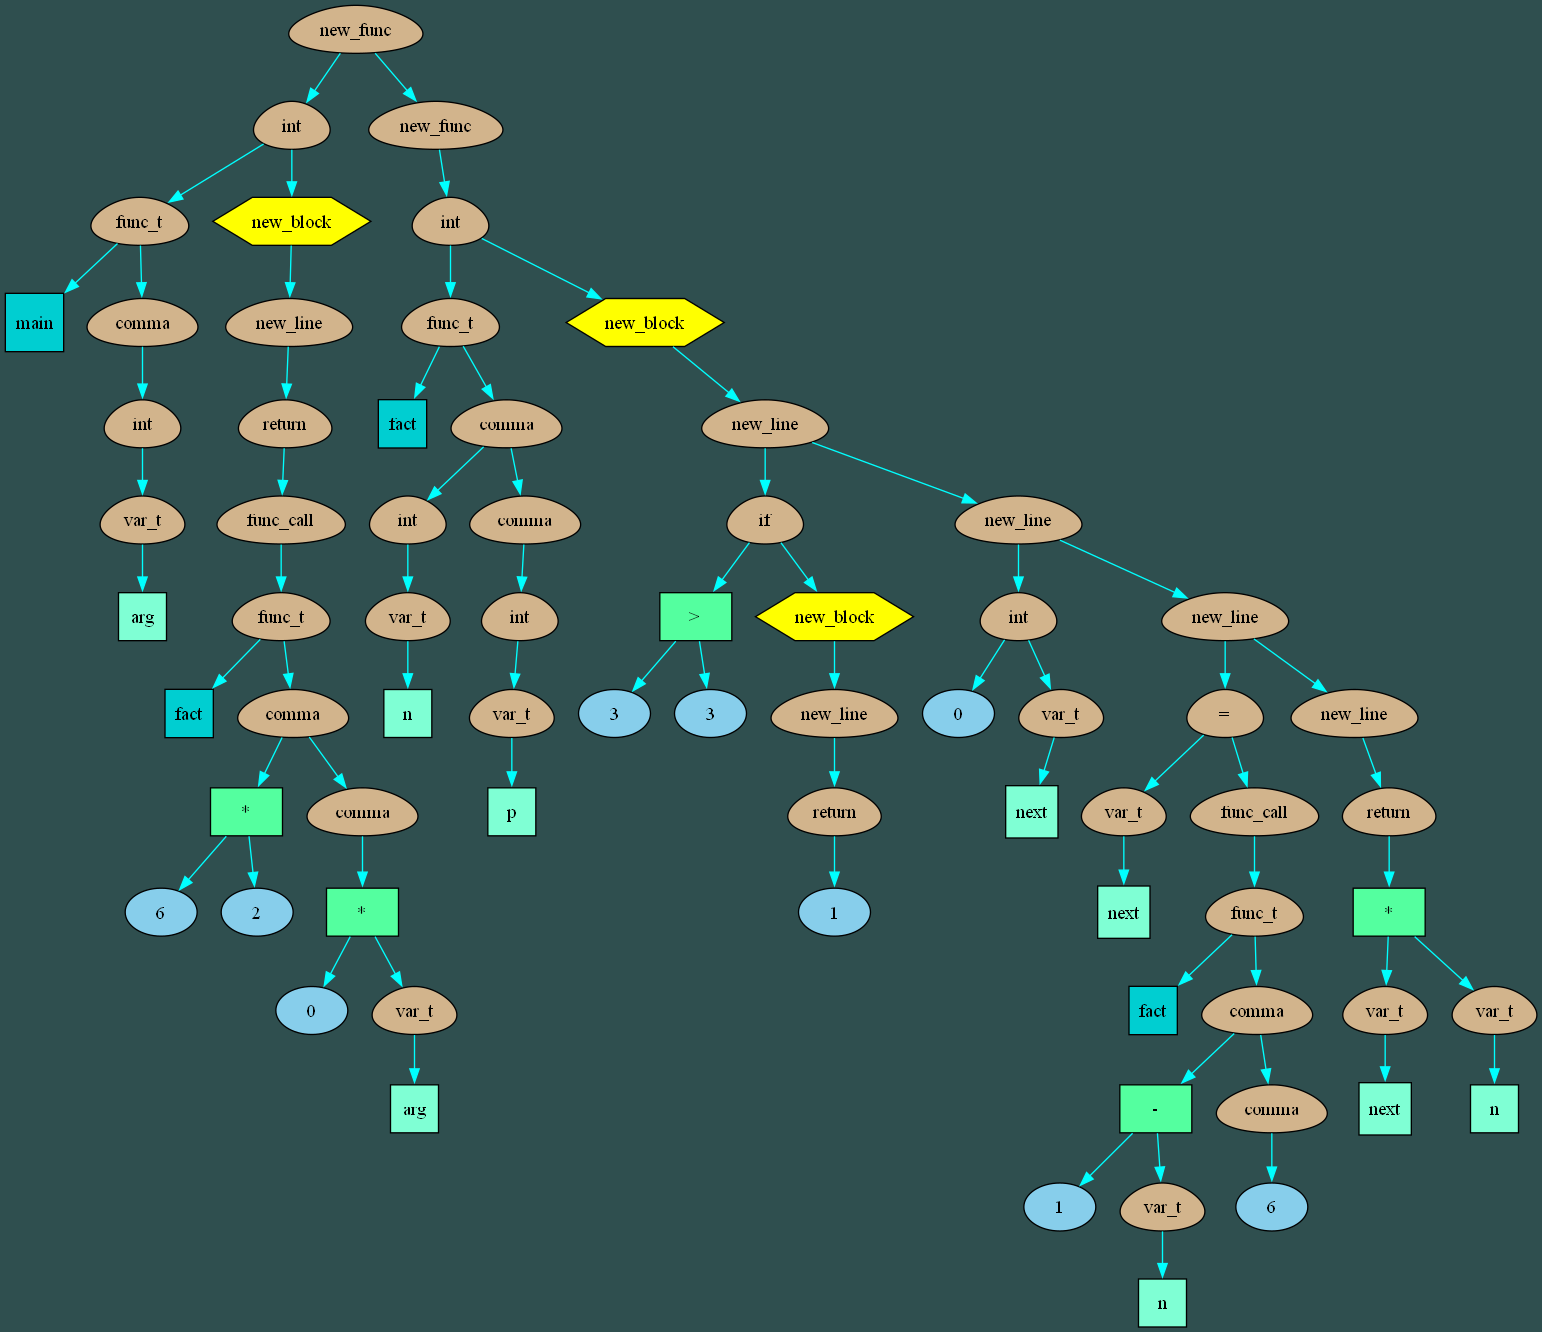 new_func
int new_func
func_t new_block int
main comma new_line func_t new_block
int return fact comma new_line
var_t func_call int comma if new_line
arg func_t var_t int > new_block int new_line
fact comma n var_t 3 3 new_line 0 var_t = new_line
* comma p return next var_t func_call return
6 2 * 1 next func_t *
0 var_t fact comma var_t var_t
arg - comma next n
1 var_t 6
n